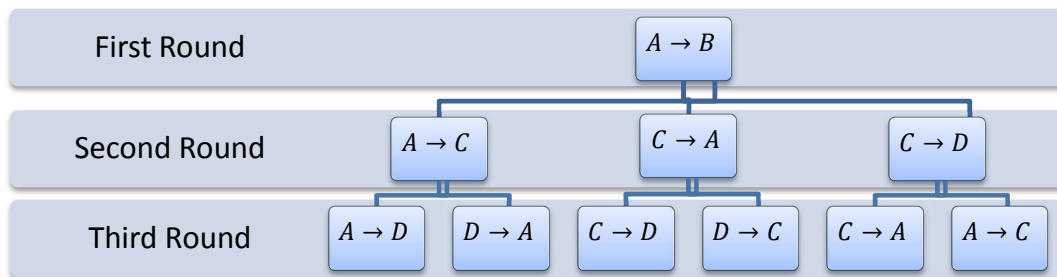 First Round
A → B
Second Round
A → C
C → A
C → D
Third Round
A → D
D → A
C → D
D → C
C → A
A → C